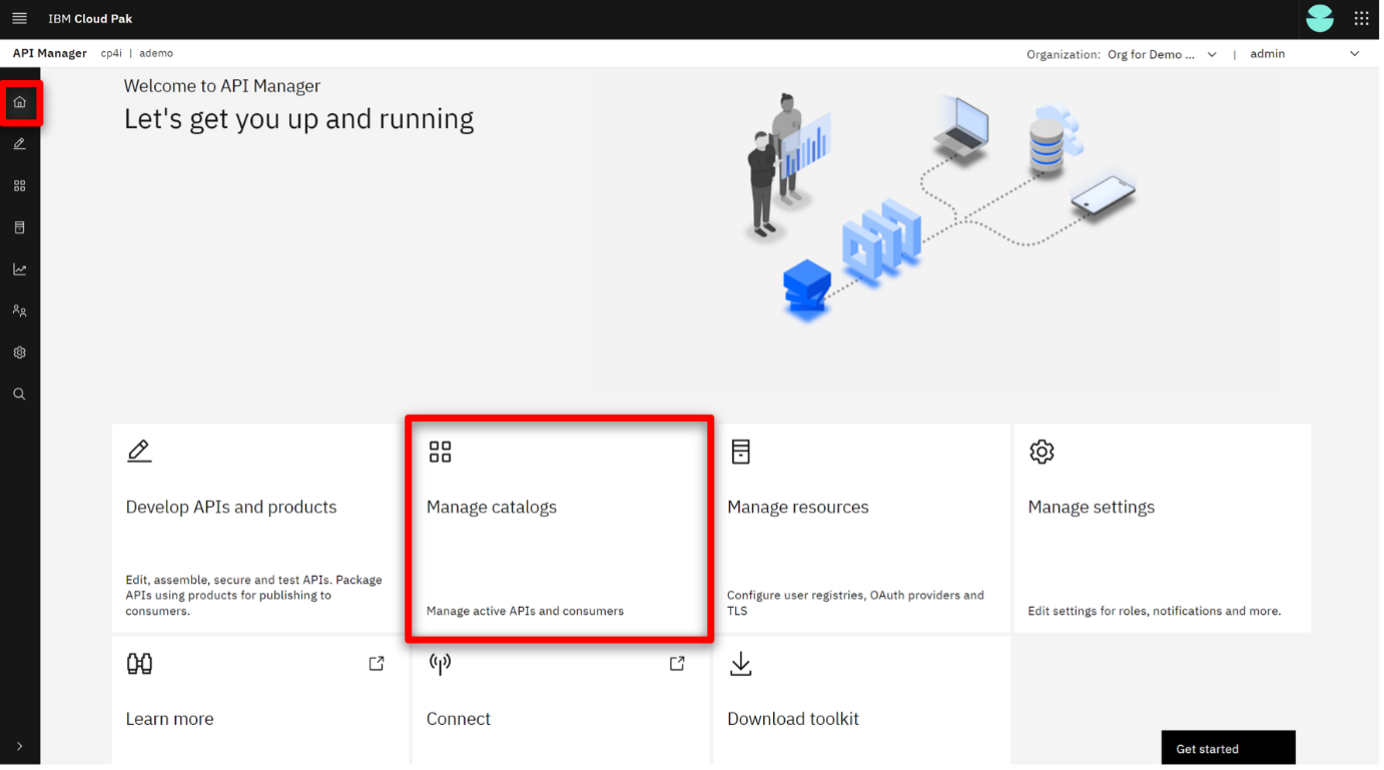 IBM Cloud Pak
API Manager cp4i | ademo
Organization: Org for Demo ... | admin
Welcome to API Manager
Let's get you up and running
Develop APIs and products
Edit, assemble, secure and test APIs. Package
APIs using products for publishing to
consumers.
Manage catalogs
Manage active APIs and consumers
Manage resources
Configure user registries, OAuth providers and
TLS
Manage settings
Edit settings for roles, notifications and more.
Learn more
Connect
Download toolkit
Get started